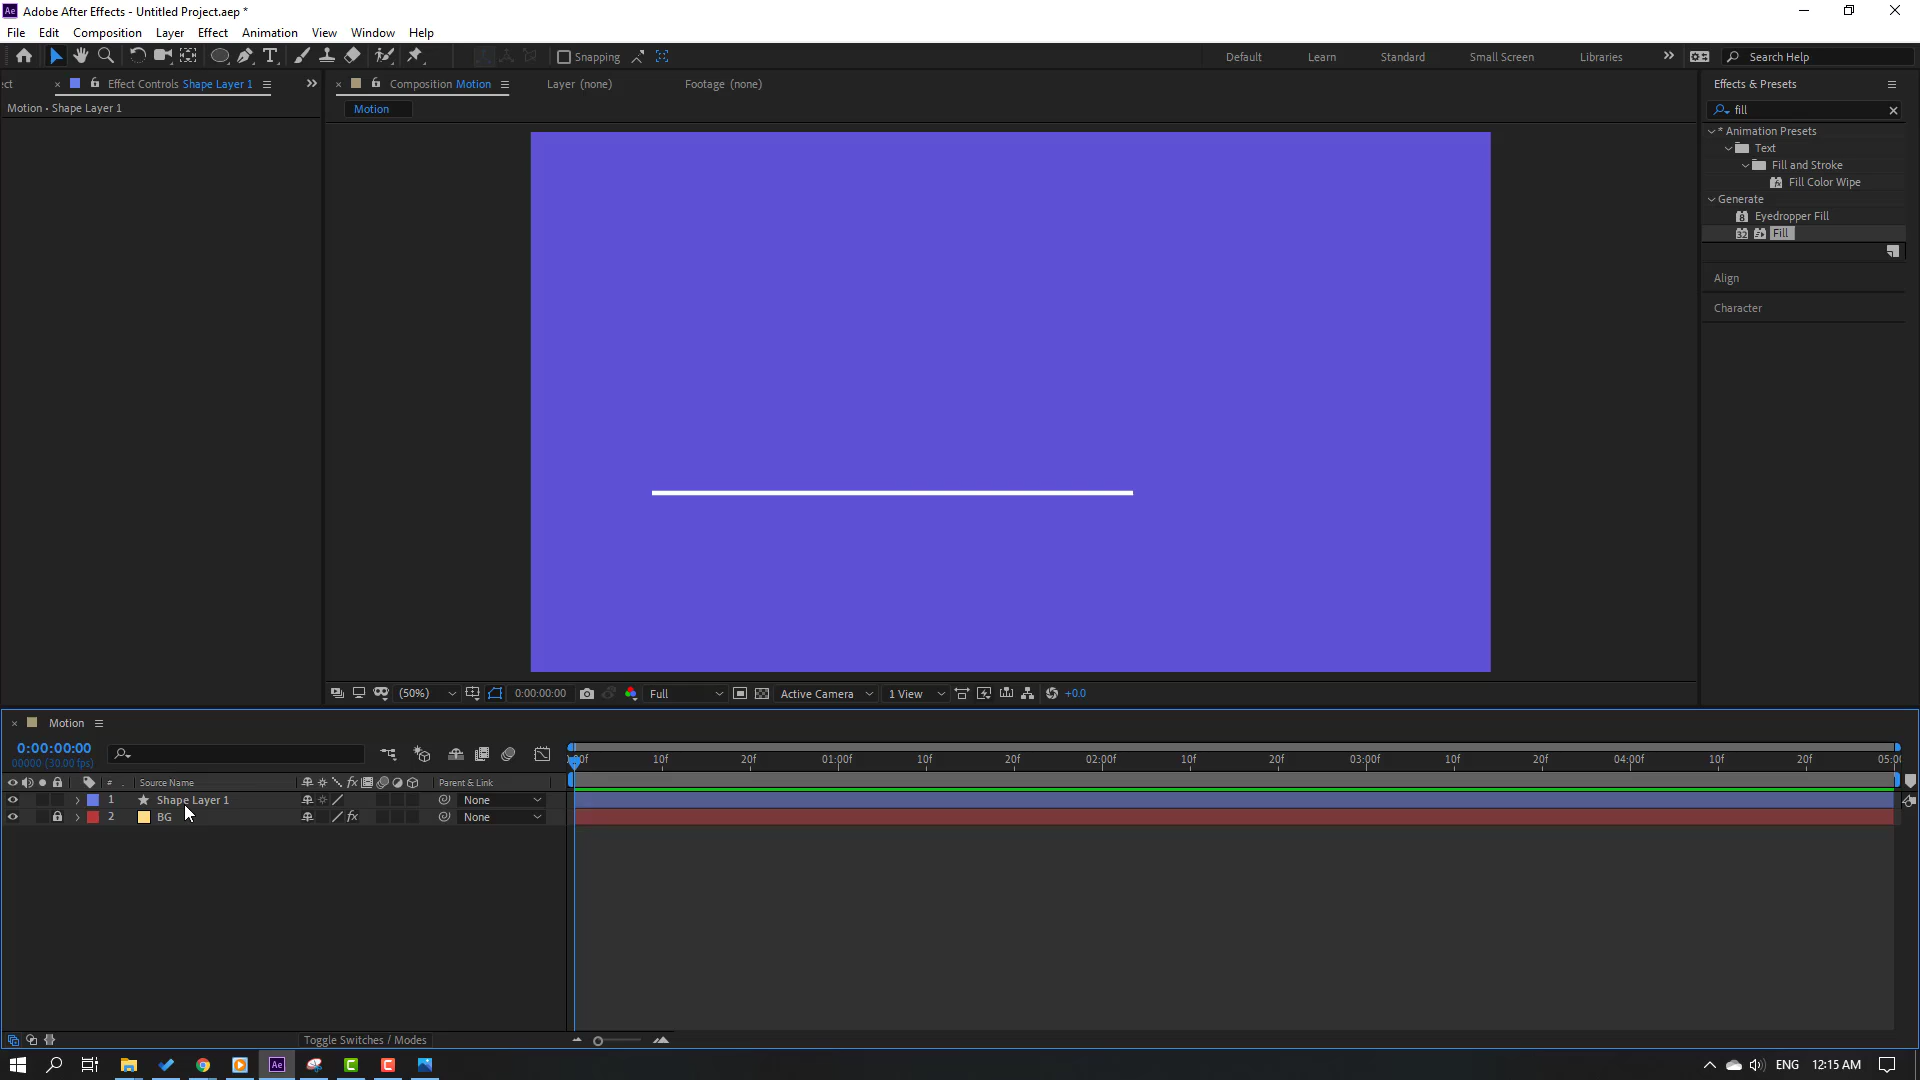 Adobe After Effects - Untitled Project.aep *
File Edit Composition Layer Effect Animation View Window Help
Snapping
Default Learn Standard Small Screen Libraries Search Help
ect Effect Controls Shape Layer 1
Composition Motion Layer (none) Footage (none)
Motion • Shape Layer 1
Motion
Effects & Presets
fill
* Animation Presets
Text
Fill and Stroke
Fill Color Wipe
Generate
Eyedropper Fill
Fill
Align
Character
(50%) 0:00:00:00 Full Active Camera 1 View +0.0
Motion
0:00:00:00
00000 (30.00 fps)
10f 20f 01:00f 10f 20f 02:00f 10f 20f 03:00f 10f 20f 04:00f 10f 20f 05:00
# . Source Name Parent & Link
1 Shape Layer 1 None
2 BG None
Toggle Switches / Modes
ENG 12:15 AM